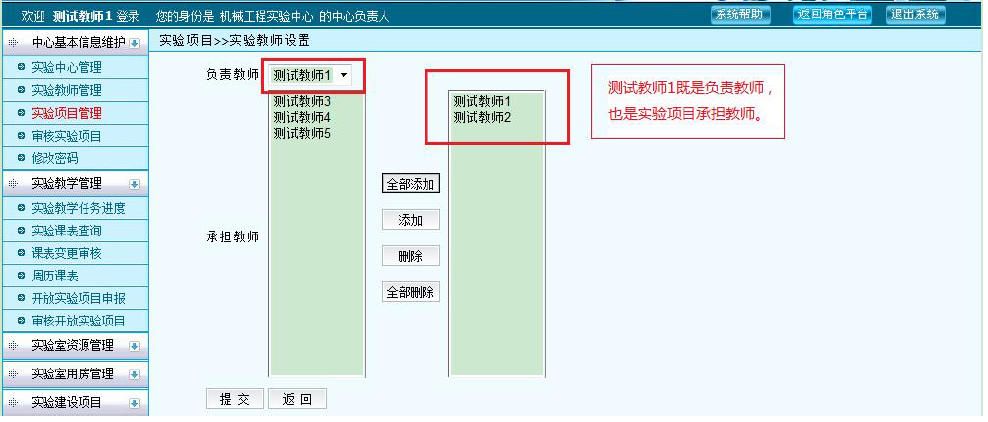 欢迎 测试教师1 登录 您的身份是 机械工程实验中心 的中心负责人 系统帮助 返回角色平台 退出系统
中心基本信息维护
实验项目>>实验教师设置
实验中心管理
实验教师管理
实验项目管理
审核实验项目
修改密码
实验教学管理
实验教学任务进度
实验课表查询
课表变更审核
周历课表
开放实验项目申报
审核开放实验项目
实验室资源管理
实验室用房管理
实验建设项目
负责教师 测试教师1
承担教师
测试教师3
测试教师4
测试教师5
全部添加
添加
删除
全部删除
测试教师1
测试教师2
测试教师1既是负责教师，
也是实验项目承担教师。
提 交 返 回